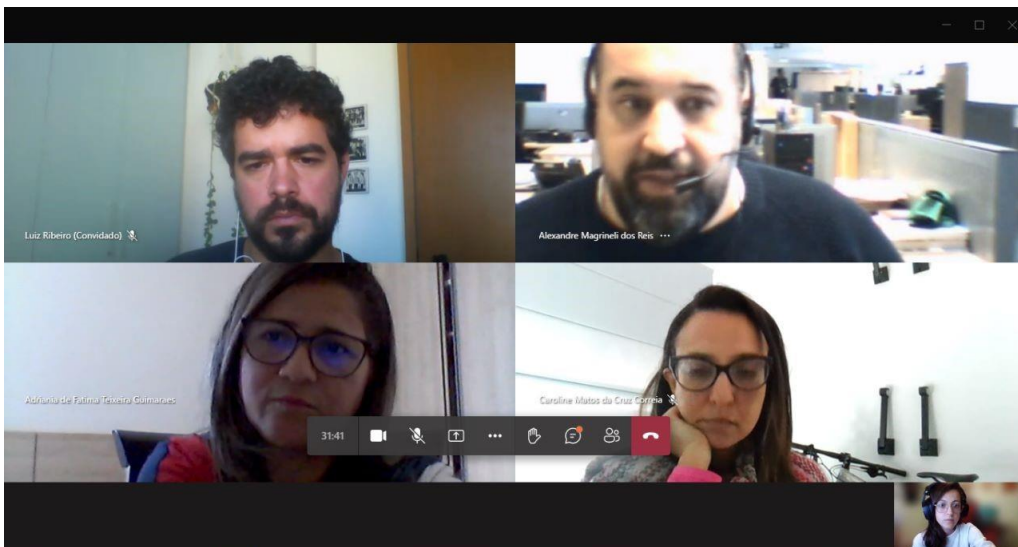 Luiz Ribeiro (Convidado)
Alexandre Magrineli dos Reis
Adriania de Fatima Teixeira Guimaraes
Caroline Matos da Cruz Correia
31:41